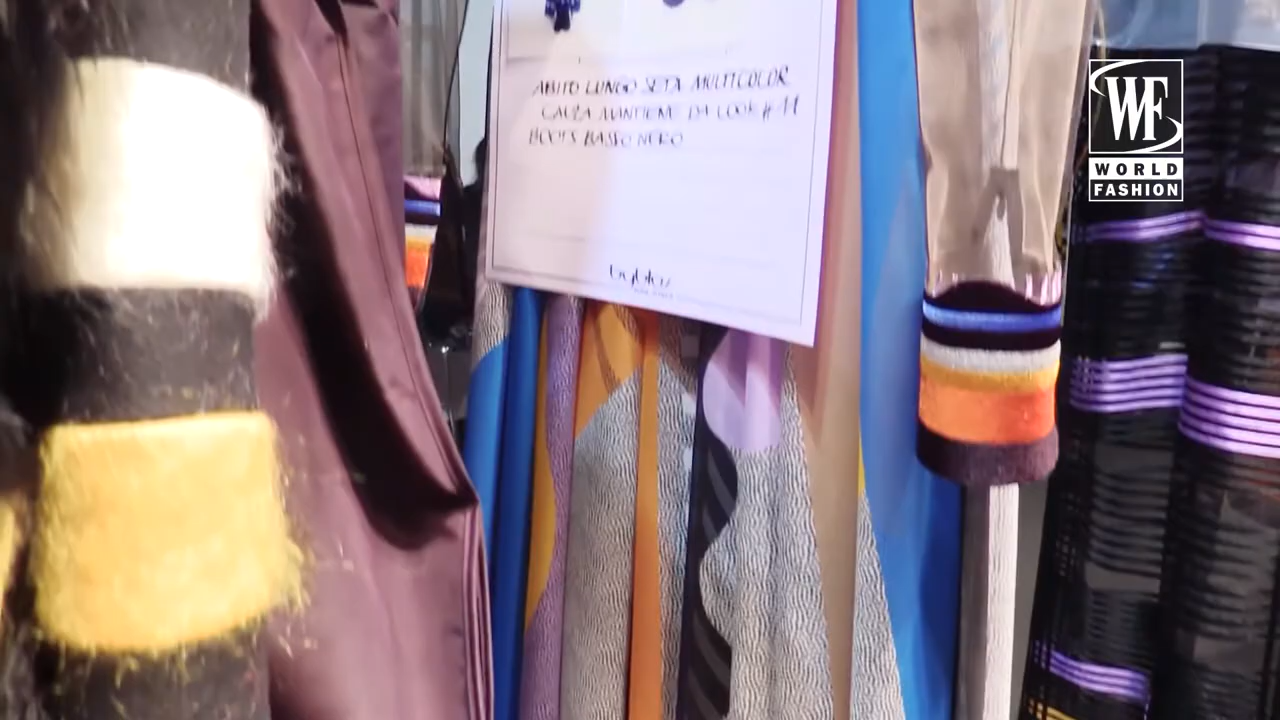 ABITO LUNGO SETA MULTICOLOR
CALZA MANTIENE DA LOOK #11
BOOTS BASSO NERO
WF
WORLD
FASHION